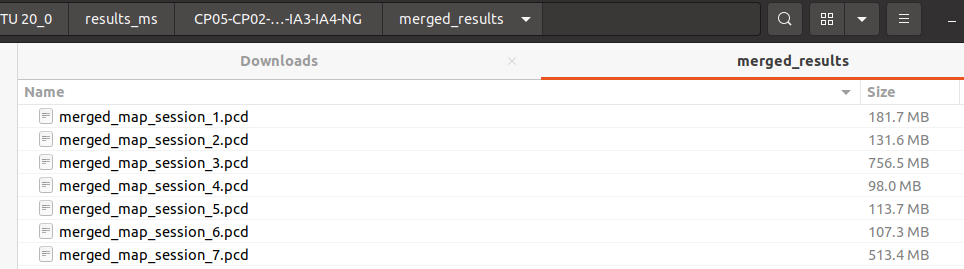 TU 20_0 results_ms CP05-CP02-...-IA3-IA4-NG merged_results
Downloads × merged_results
Name Size
merged_map_session_1.pcd 181.7 MB
merged_map_session_2.pcd 131.6 MB
merged_map_session_3.pcd 756.5 MB
merged_map_session_4.pcd 98.0 MB
merged_map_session_5.pcd 113.7 MB
merged_map_session_6.pcd 107.3 MB
merged_map_session_7.pcd 513.4 MB